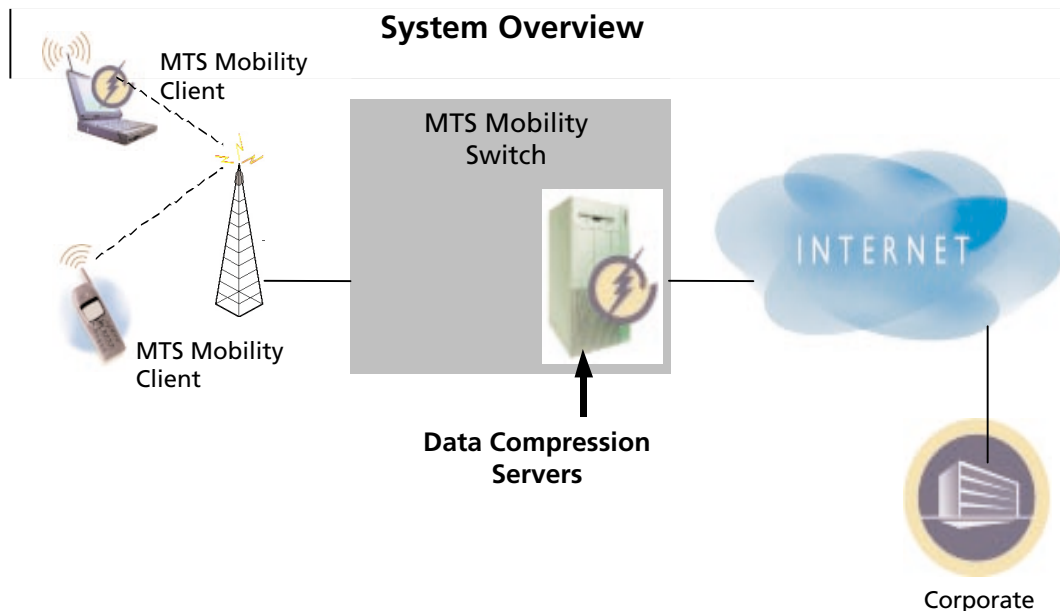 System Overview
MTS Mobility
Client
MTS Mobility
Switch
INTERNET
MTS Mobility
Client
Data Compression
Servers
Corporate